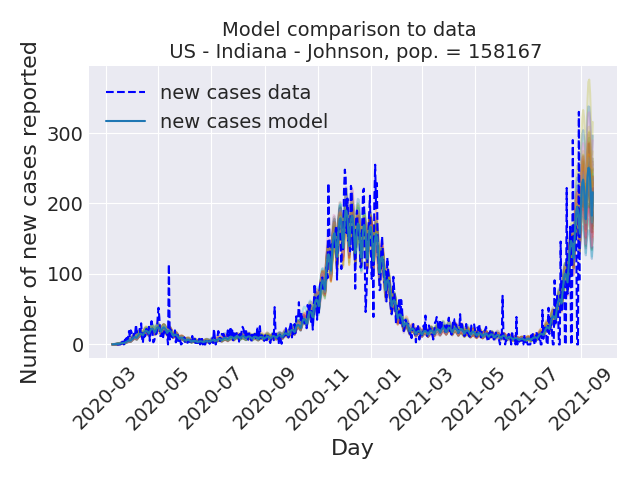 Model comparison to data
US - Indiana - Johnson, pop. = 158167
Number of new cases reported
new cases data
new cases model
300
200
100
0
2020-03
2020-05
2020-07
2020-09
2020-11
2021-01
2021-03
2021-05
2021-07
2021-09
Day